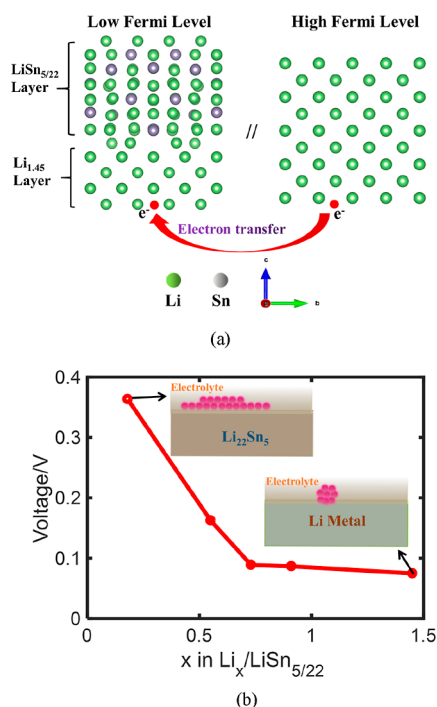 Low Fermi Level High Fermi Level
LiSn5/22
Layer
//
Li1.45
Layer
e-
e-
Electron transfer
Li Sn
c
b
(a)
0.4
0.3
0.2
0.1
0
Voltage/V
Electrolyte
Li22Sn5
Electrolyte
Li Metal
0 0.5 1 1.5
x in Lix/LiSn5/22
(b)